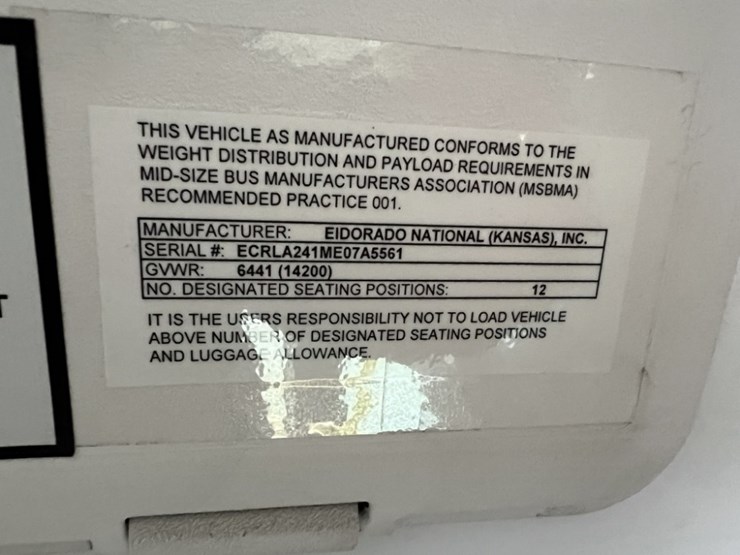 THIS VEHICLE AS MANUFACTURED CONFORMS TO THE
WEIGHT DISTRIBUTION AND PAYLOAD REQUIREMENTS IN
MID-SIZE BUS MANUFACTURERS ASSOCIATION (MSBMA)
RECOMMENDED PRACTICE 001.
MANUFACTURER: EIDORADO NATIONAL (KANSAS), INC.
SERIAL #: ECRLA241ME07A5561
GVWR: 6441 (14200)
NO. DESIGNATED SEATING POSITIONS: 12
IT IS THE USERS RESPONSIBILITY NOT TO LOAD VEHICLE
ABOVE NUMBER OF DESIGNATED SEATING POSITIONS
AND LUGGAGE ALLOWANCE.
T